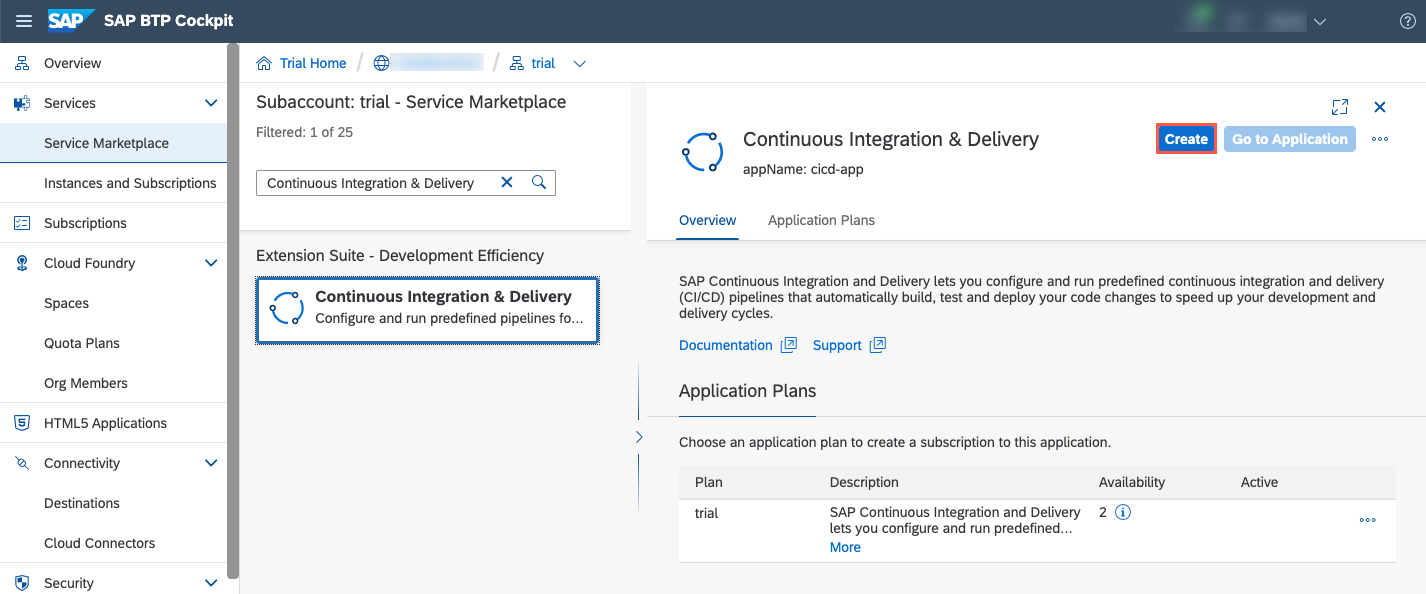 SAP SAP BTP Cockpit
Overview
Services
Service Marketplace
Instances and Subscriptions
Subscriptions
Cloud Foundry
Spaces
Quota Plans
Org Members
HTML5 Applications
Connectivity
Destinations
Cloud Connectors
Security
Trial Home / / trial
Subaccount: trial - Service Marketplace
Filtered: 1 of 25
Continuous Integration & Delivery
Extension Suite - Development Efficiency
Continuous Integration & Delivery
Configure and run predefined pipelines fo...
Continuous Integration & Delivery
appName: cicd-app
Create Go to Application
Overview Application Plans
SAP Continuous Integration and Delivery lets you configure and run predefined continuous integration and delivery
(CI/CD) pipelines that automatically build, test and deploy your code changes to speed up your development and
delivery cycles.
Documentation Support
Application Plans
Choose an application plan to create a subscription to this application.
Plan Description Availability Active
trial SAP Continuous Integration and Delivery 2
lets you configure and run predefined...
More